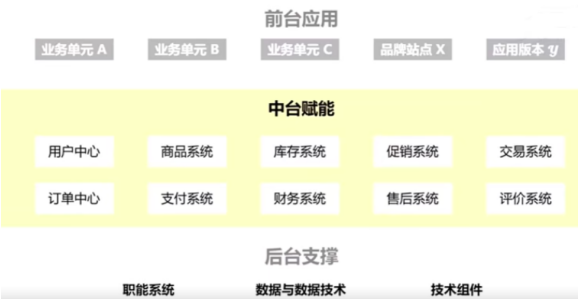 前台应用
业务单元 A 业务单元 B 业务单元 C 品牌站点 X 应用版本 y
中台赋能
用户中心 商品系统 库存系统 促销系统 交易系统
订单中心 支付系统 财务系统 售后系统 评价系统
后台支撑
职能系统 数据与数据技术 技术组件